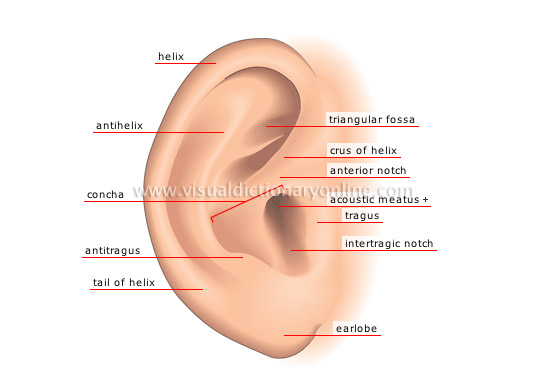 helix
triangular fossa
antihelix
crus of helix
anterior notch
www.visualdictionaryonline.com
concha
acoustic meatus +
tragus
intertragic notch
antitragus
tail of helix
earlobe